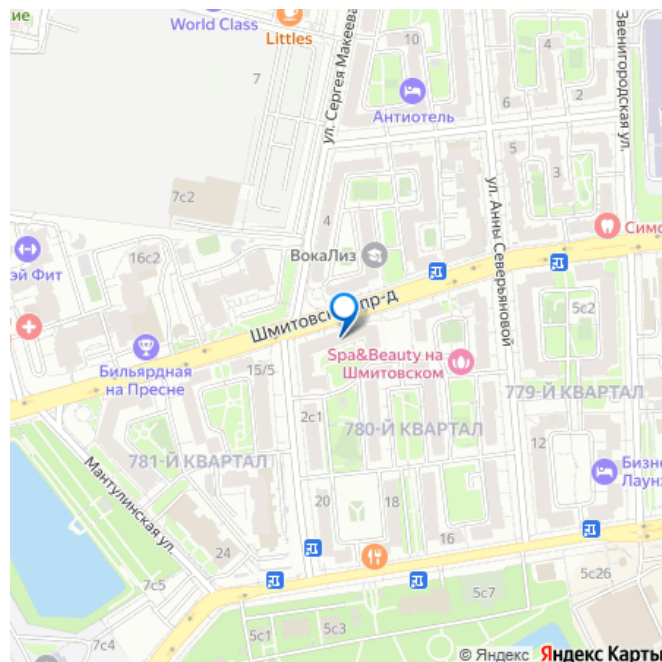 ие
World Class
Littles
7
ул. Сергея Макеева
10
Антиотель
4
2
6
Звенигородская ул.
5
3
7с2
4
ул. Анны Северьяновой
ВокаЛиз
Симо
16с2
эй Фит
Шмитовский пр-д
5с2
Бильярдная
на Пресне
Spa&Beauty на
Шмитовском
15/5
779-Й КВАРТАЛ
2с1
780-Й КВАРТАЛ
781-Й КВАРТАЛ
12
Бизне
Лаунж
Мантулинская ул.
20
18
24
16
7с5
5с7
5с26
7с4
5с1
5с3
© Яндекс Яндекс Карты